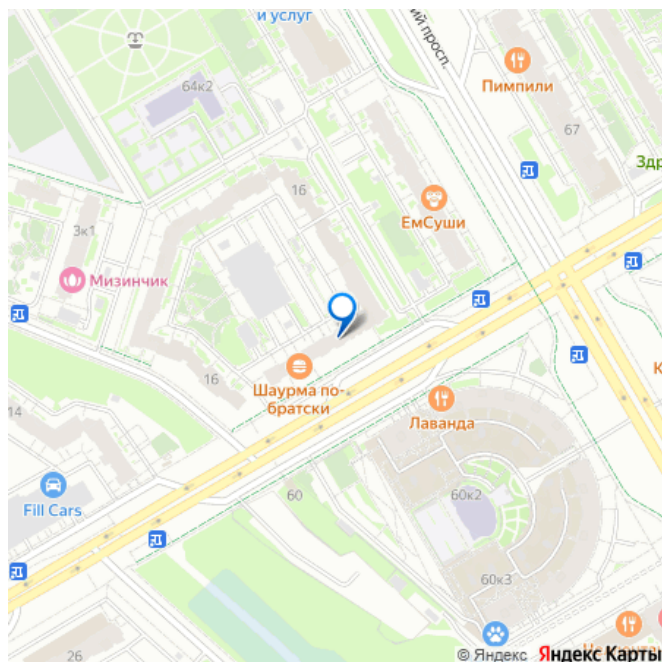 и услуг
ий просп.
Пимпили
64к2
67
Здр
16
ЕмСуши
3к1
Мизинчик
16
Шаурма по-
братски
Лаванда
К
14
60
60к2
Fill Cars
60к3
26
© Яндекс Яндекс Карты